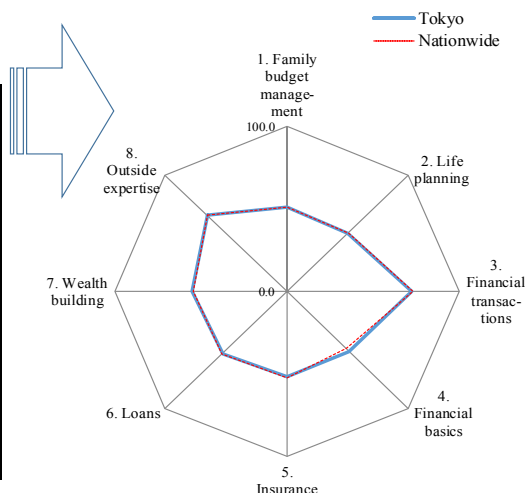 Tokyo
Nationwide
1. Family
budget
manage-
ment
100.0
8.
Outside
expertise
2. Life
planning
7. Wealth
building
0.0
3.
Financial
transac-
tions
6. Loans
4.
Financial
basics
5.
Insurance